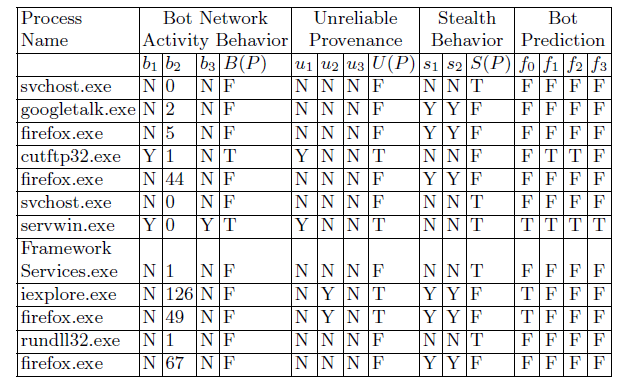 Process Bot Network Unreliable Stealth Bot
Name Activity Behavior Provenance Behavior Prediction
b1 b2 b3 B(P) u1 u2 u3 U(P) s1 s2 S(P) f0 f1 f2 f3
svchost.exe N 0 N F N N N F N N T F F F F
googletalk.exe N 2 N F N N N F Y Y F F F F F
firefox.exe N 5 N F N N N F Y Y F F F F F
cutftp32.exe Y 1 N T Y N N T N N F F T T F
firefox.exe N 44 N F N N N F Y Y F F F F F
svchost.exe N 0 N F N N N F N N T F F F F
servwin.exe Y 0 Y T Y N N T N N T T T T T
Framework
Services.exe N 1 N F N N N F N N T F F F F
iexplore.exe N 126 N F N Y N T Y Y F T F F F
firefox.exe N 49 N F N Y N T Y Y F T F F F
rundll32.exe N 1 N F N N N F N N T F F F F
firefox.exe N 67 N F N N N F Y Y F F F F F